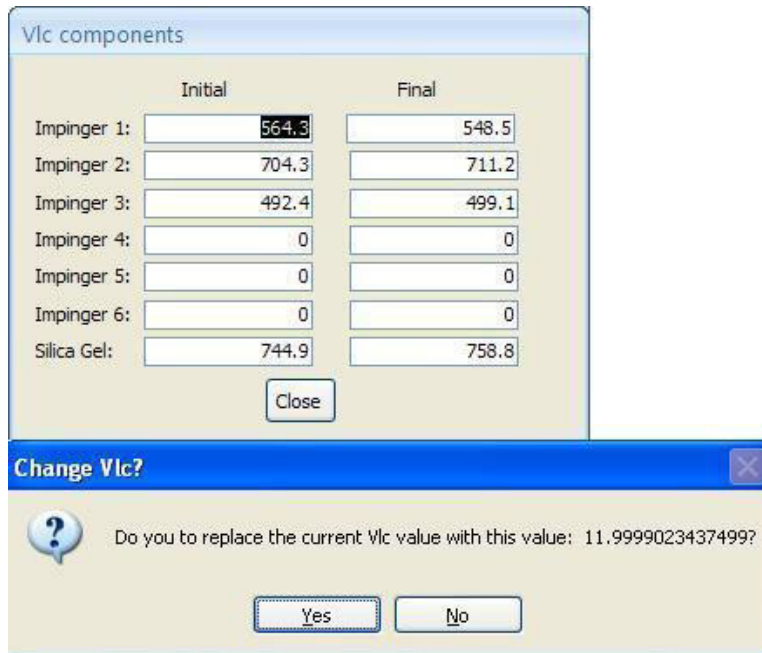 Vlc components
Initial Final
Impinger 1: 564.3 548.5
Impinger 2: 704.3 711.2
Impinger 3: 492.4 499.1
Impinger 4: 0 0
Impinger 5: 0 0
Impinger 6: 0 0
Silica Gel: 744.9 758.8
Close
Change Vlc?
Do you to replace the current Vlc value with this value: 11.9999023437499?
Yes No